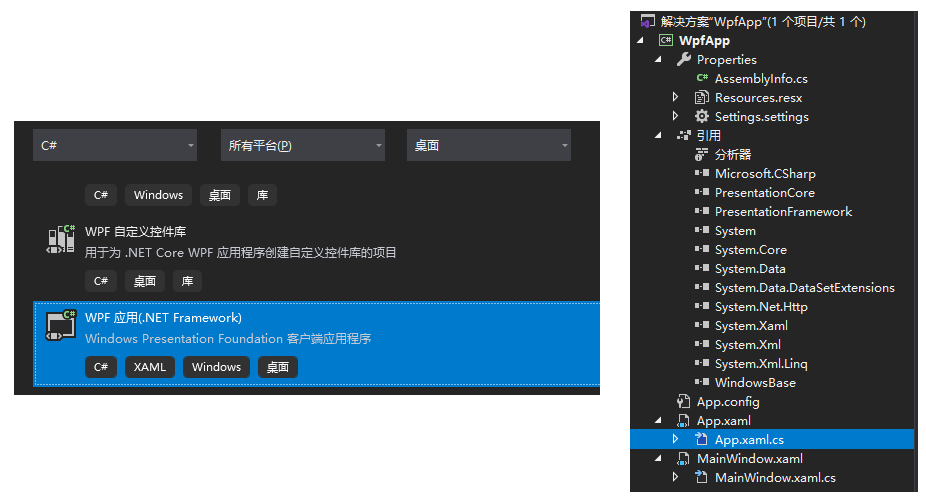 C# 所有平台(P) 桌面
C# Windows 桌面 库
WPF 自定义控件库
用于为 .NET Core WPF 应用程序创建自定义控件库的项目
C# 桌面 库
WPF 应用(.NET Framework)
Windows Presentation Foundation 客户端应用程序
C# XAML Windows 桌面
解决方案"WpfApp"(1 个项目/共 1 个)
WpfApp
Properties
AssemblyInfo.cs
Resources.resx
Settings.settings
引用
分析器
Microsoft.CSharp
PresentationCore
PresentationFramework
System
System.Core
System.Data
System.Data.DataSetExtensions
System.Net.Http
System.Xaml
System.Xml
System.Xml.Linq
WindowsBase
App.config
App.xaml
App.xaml.cs
MainWindow.xaml
MainWindow.xaml.cs